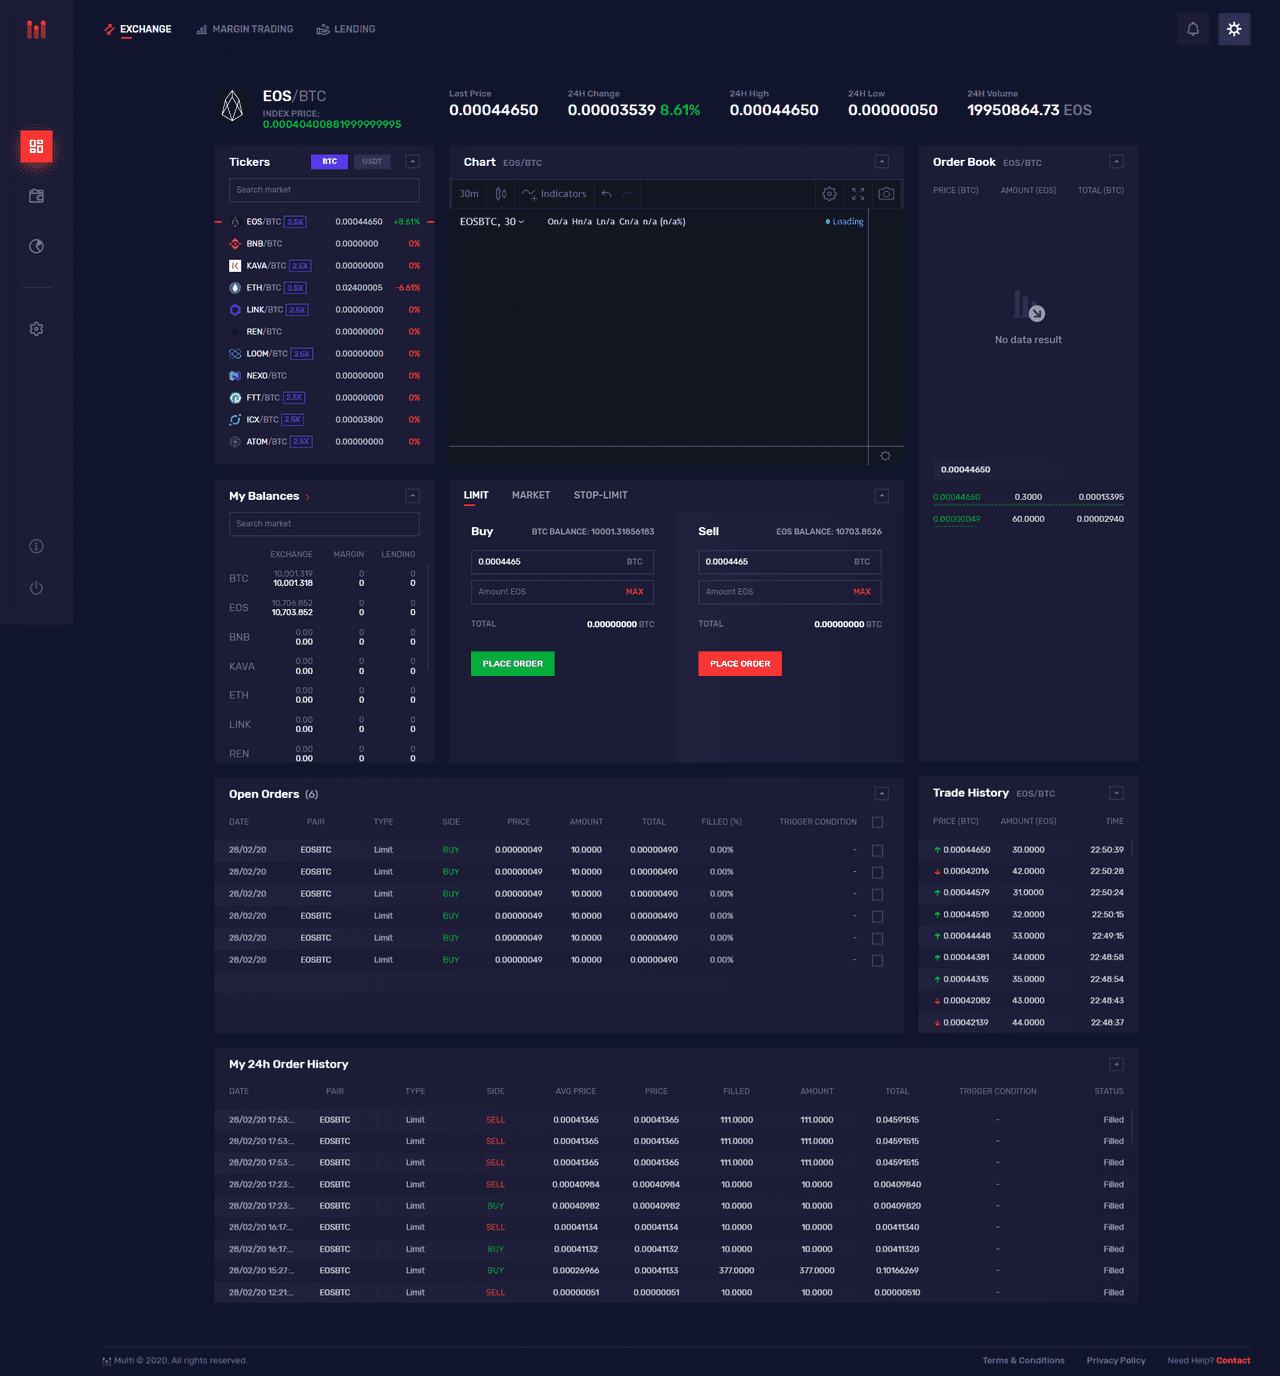 EXCHANGE MARGIN TRADING LENDING
EOS/BTC
INDEX PRICE:
0.00040400881999999995
Last Price 24H Change 24H High 24H Low 24H Volume
0.00044650 0.00003539 8.61% 0.00044650 0.00000050 19950864.73 EOS
Tickers BTC USDT
Search market
EOS/BTC 2.5X 0.00044650 +8.61%
BNB/BTC 0.0000000 0%
KAVA/BTC 2.5X 0.00000000 0%
ETH/BTC 2.5X 0.02400005 -6.61%
LINK/BTC 2.5X 0.00000000 0%
REN/BTC 0.00000000 0%
LOOM/BTC 2.5X 0.00000000 0%
NEXO/BTC 0.00000000 0%
FTT/BTC 2.5X 0.00000000 0%
ICX/BTC 2.5X 0.00003800 0%
ATOM/BTC 2.5X 0.00000000 0%
Chart EOS/BTC
30m Indicators
EOSBTC, 30 On/a Hn/a Ln/a Cn/a n/a (n/a%) Loading
Order Book EOS/BTC
PRICE (BTC) AMOUNT (EOS) TOTAL (BTC)
No data result
0.00044650
0.00044650 0.3000 0.00013395
0.00000049 60.0000 0.00002940
My Balances
Search market
EXCHANGE MARGIN LENDING
BTC 10,001.319 0 0
10,001.318 0 0
EOS 10,706.852 0 0
10,703.852 0 0
BNB 0.00 0 0
0.00 0 0
KAVA 0.00 0 0
0.00 0 0
ETH 0.00 0 0
0.00 0 0
LINK 0.00 0 0
0.00 0 0
REN 0.00 0 0
0.00 0 0
LIMIT MARKET STOP-LIMIT
Buy BTC BALANCE: 10001.31856183
0.0004465 BTC
Amount EOS MAX
TOTAL 0.00000000 BTC
PLACE ORDER
Sell EOS BALANCE: 10703.8526
0.0004465 BTC
Amount EOS MAX
TOTAL 0.00000000 BTC
PLACE ORDER
Open Orders (6)
DATE PAIR TYPE SIDE PRICE AMOUNT TOTAL FILLED (%) TRIGGER CONDITION
28/02/20 EOSBTC Limit BUY 0.00000049 10.0000 0.00000490 0.00% -
28/02/20 EOSBTC Limit BUY 0.00000049 10.0000 0.00000490 0.00% -
28/02/20 EOSBTC Limit BUY 0.00000049 10.0000 0.00000490 0.00% -
28/02/20 EOSBTC Limit BUY 0.00000049 10.0000 0.00000490 0.00% -
28/02/20 EOSBTC Limit BUY 0.00000049 10.0000 0.00000490 0.00% -
28/02/20 EOSBTC Limit BUY 0.00000049 10.0000 0.00000490 0.00% -
Trade History EOS/BTC
PRICE (BTC) AMOUNT (EOS) TIME
↑ 0.00044650 30.0000 22:50:39
↓ 0.00042016 42.0000 22:50:28
↑ 0.00044579 31.0000 22:50:24
↑ 0.00044510 32.0000 22:50:15
↑ 0.00044448 33.0000 22:49:15
↑ 0.00044381 34.0000 22:48:58
↑ 0.00044315 35.0000 22:48:54
↓ 0.00042082 43.0000 22:48:43
↓ 0.00042139 44.0000 22:48:37
My 24h Order History
DATE PAIR TYPE SIDE AVG PRICE PRICE FILLED AMOUNT TOTAL TRIGGER CONDITION STATUS
28/02/20 17:53:... EOSBTC Limit SELL 0.00041365 0.00041365 111.0000 111.0000 0.04591515 - Filled
28/02/20 17:53:... EOSBTC Limit SELL 0.00041365 0.00041365 111.0000 111.0000 0.04591515 - Filled
28/02/20 17:53:... EOSBTC Limit SELL 0.00041365 0.00041365 111.0000 111.0000 0.04591515 - Filled
28/02/20 17:23:... EOSBTC Limit SELL 0.00040984 0.00040984 10.0000 10.0000 0.00409840 - Filled
28/02/20 17:23:... EOSBTC Limit BUY 0.00040982 0.00040982 10.0000 10.0000 0.00409820 - Filled
28/02/20 16:17:... EOSBTC Limit SELL 0.00041134 0.00041134 10.0000 10.0000 0.00411340 - Filled
28/02/20 16:17:... EOSBTC Limit BUY 0.00041132 0.00041132 10.0000 10.0000 0.00411320 - Filled
28/02/20 15:27:... EOSBTC Limit BUY 0.00026966 0.00041133 377.0000 377.0000 0.10166269 - Filled
28/02/20 12:21:... EOSBTC Limit SELL 0.00000051 0.00000051 10.0000 10.0000 0.00000510 - Filled
Multi © 2020. All rights reserved. Terms & Conditions Privacy Policy Need Help? Contact